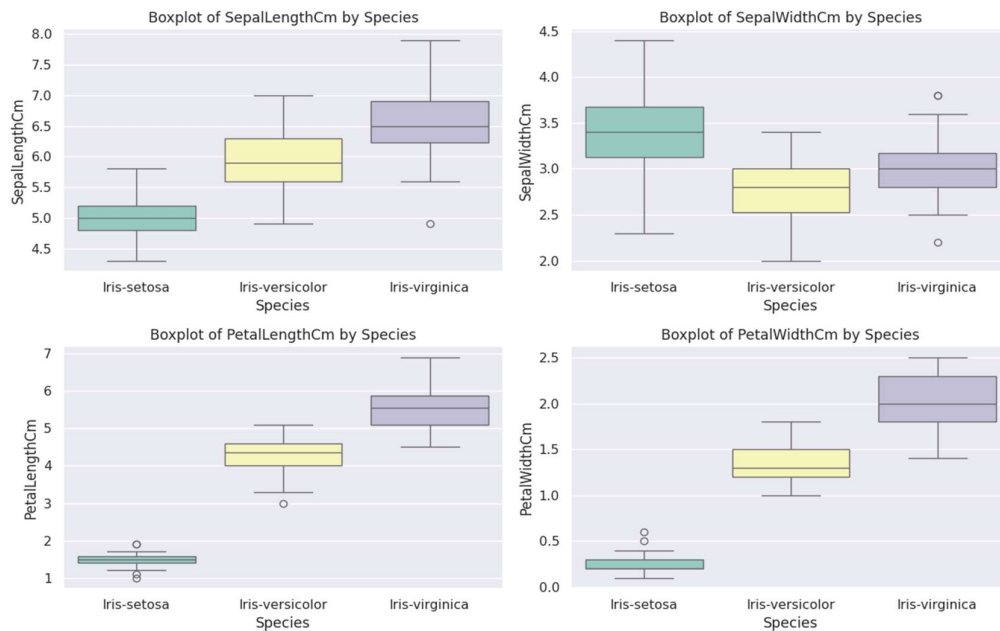 Boxplot of SepalLengthCm by Species
SepalLengthCm
8.0
7.5
7.0
6.5
6.0
5.5
5.0
4.5
Iris-setosa Iris-versicolor Iris-virginica
Species
Boxplot of SepalWidthCm by Species
SepalWidthCm
4.5
4.0
3.5
3.0
2.5
2.0
Iris-setosa Iris-versicolor Iris-virginica
Species
Boxplot of PetalLengthCm by Species
PetalLengthCm
7
6
5
4
3
2
1
Iris-setosa Iris-versicolor Iris-virginica
Species
Boxplot of PetalWidthCm by Species
PetalWidthCm
2.5
2.0
1.5
1.0
0.5
0.0
Iris-setosa Iris-versicolor Iris-virginica
Species